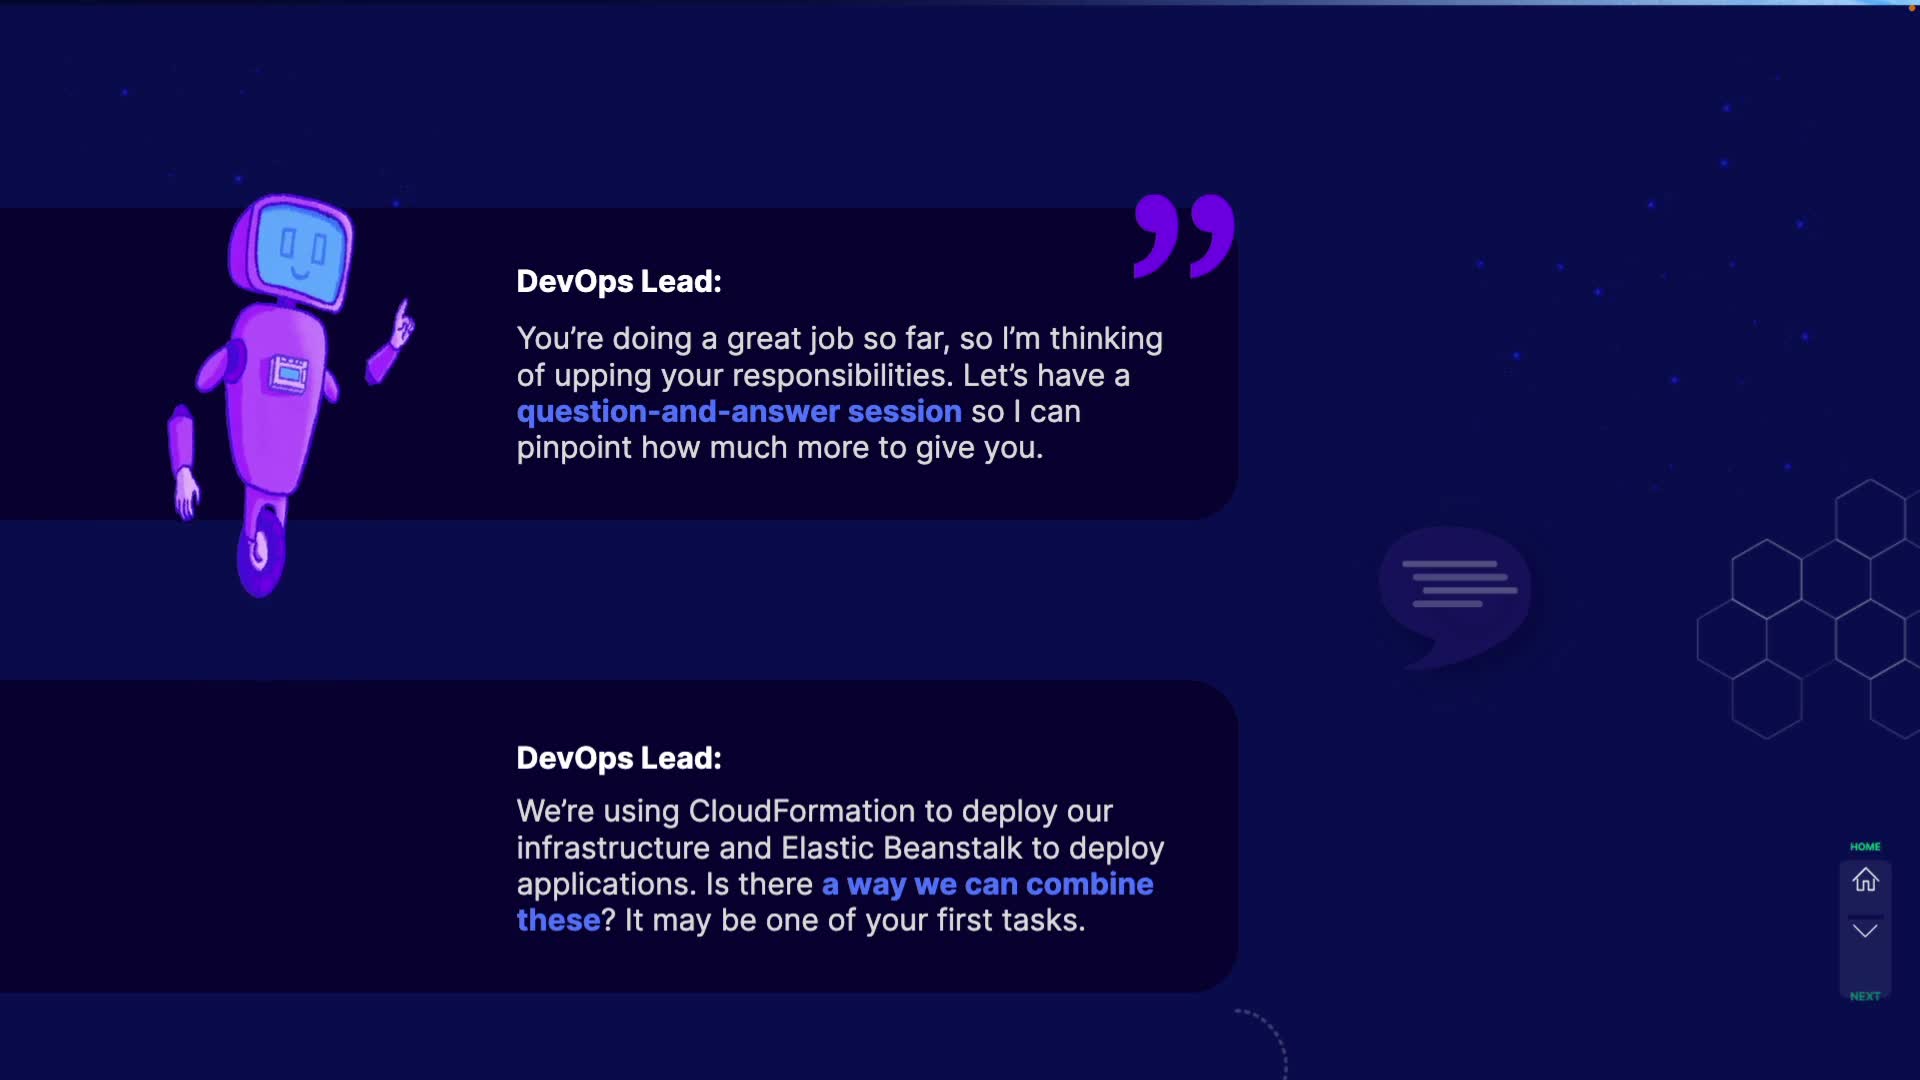 DevOps Lead:
You’re doing a great job so far, so I’m thinking
of upping your responsibilities. Let’s have a
question-and-answer session so I can
pinpoint how much more to give you.
DevOps Lead:
We’re using CloudFormation to deploy our
infrastructure and Elastic Beanstalk to deploy
applications. Is there a way we can combine
these? It may be one of your first tasks.
HOME
NEXT